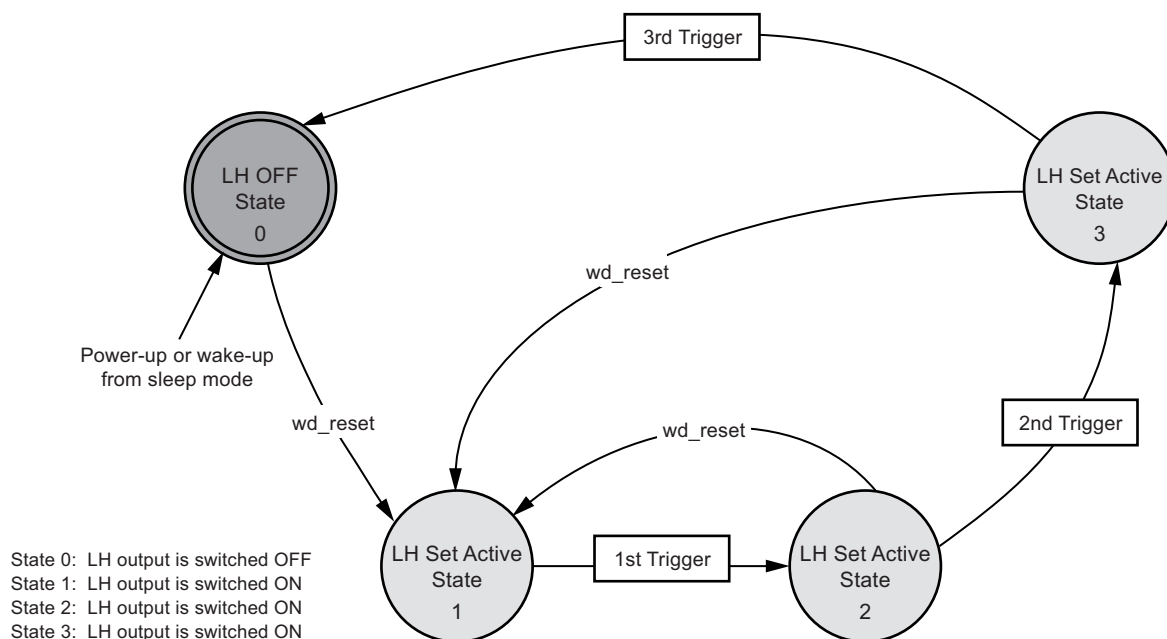 3rd Trigger
LH OFF
State
0
LH Set Active
State
3
wd_reset
Power-up or wake-up
from sleep mode
wd_reset
wd_reset
2nd Trigger
LH Set Active
State
1
1st Trigger
LH Set Active
State
2
State 0: LH output is switched OFF
State 1: LH output is switched ON
State 2: LH output is switched ON
State 3: LH output is switched ON